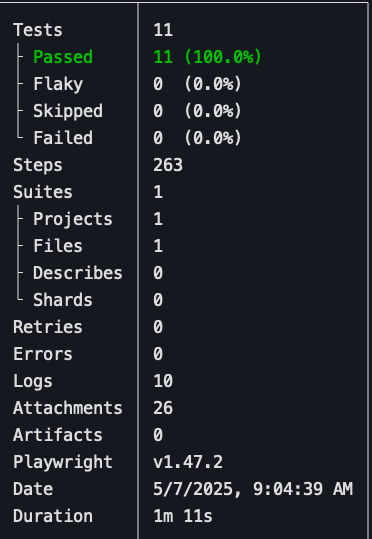 Tests 11
Passed 11 (100.0%)
Flaky 0 (0.0%)
Skipped 0 (0.0%)
Failed 0 (0.0%)
Steps 263
Suites 1
Projects 1
Files 1
Describes 0
Shards 0
Retries 0
Errors 0
Logs 10
Attachments 26
Artifacts 0
Playwright v1.47.2
Date 5/7/2025, 9:04:39 AM
Duration 1m 11s